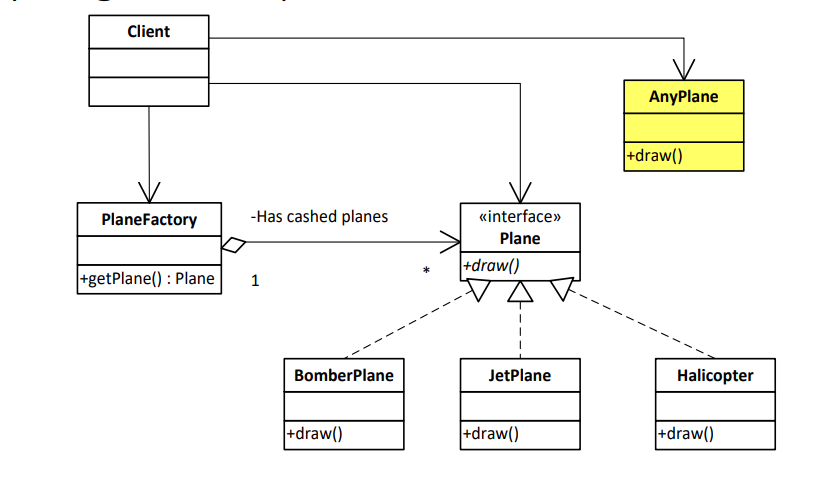 Client
AnyPlane
+draw()
PlaneFactory
+getPlane() : Plane
-Has cashed planes
1
*
«interface»
Plane
+draw()
BomberPlane
+draw()
JetPlane
+draw()
Halicopter
+draw()